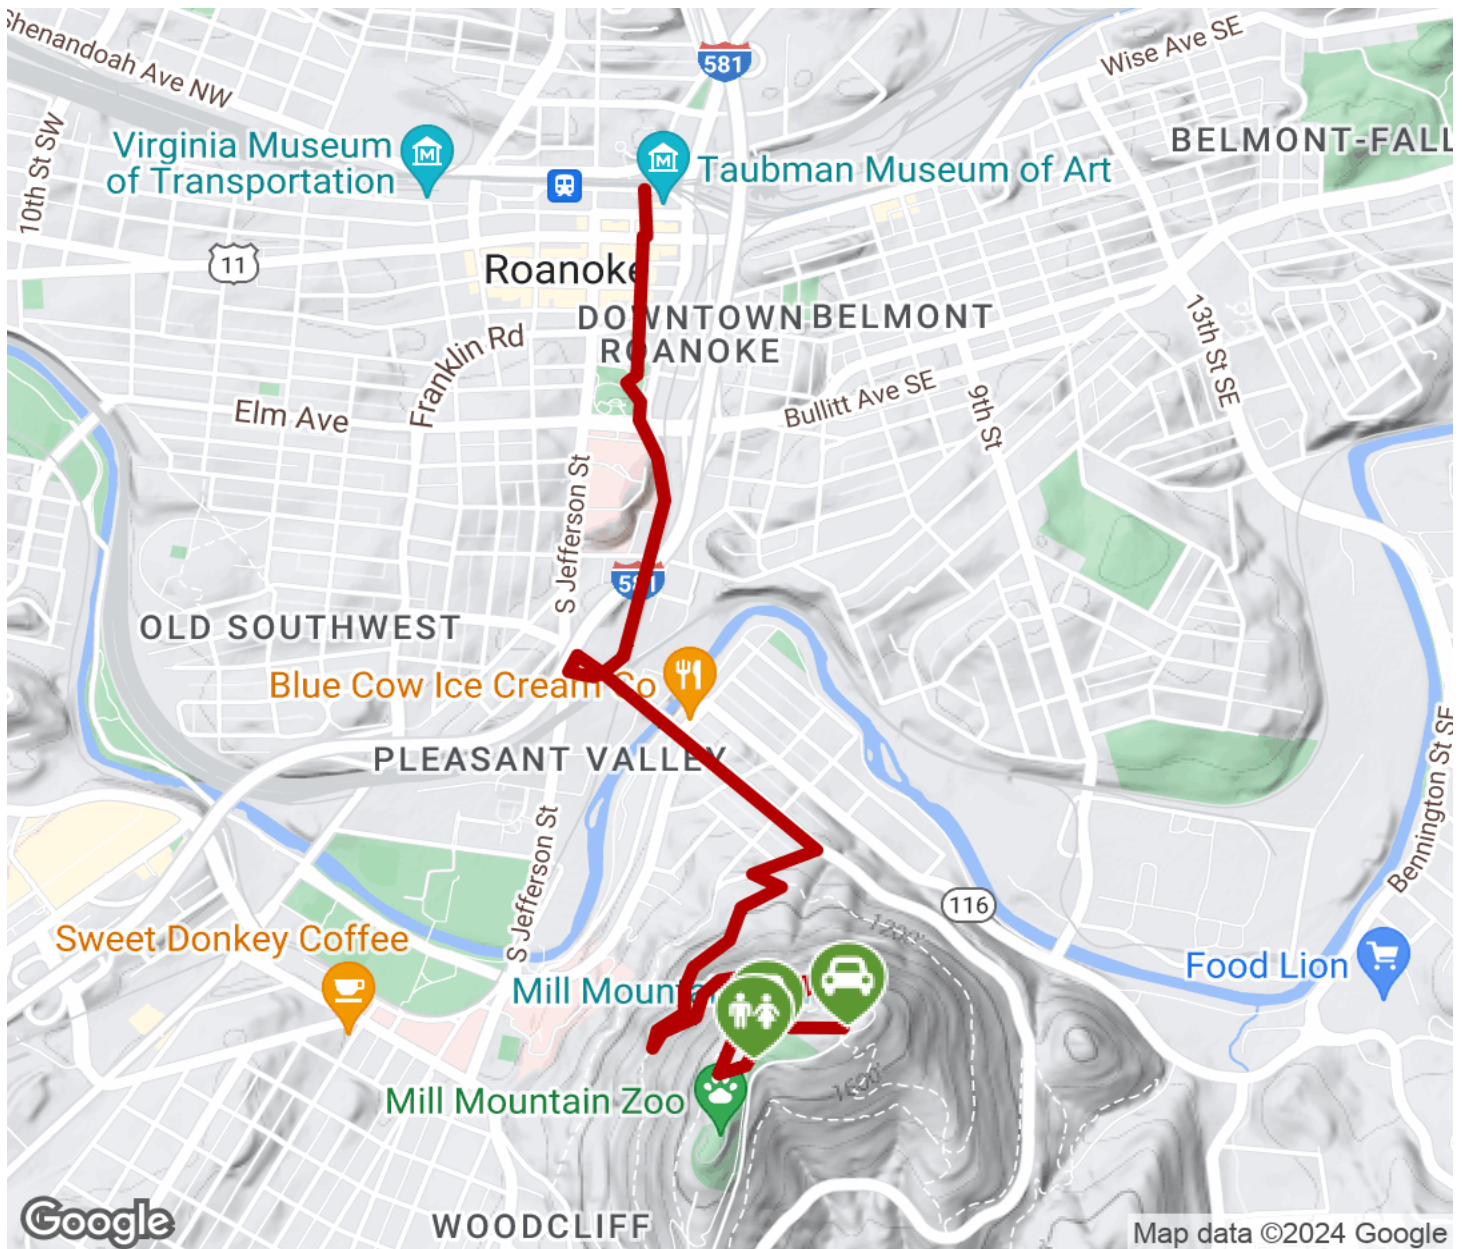 Shenandoah Ave NW
581
Wise Ave SE
10th St SW
Virginia Museum
of Transportation
Taubman Museum of Art
BELMONT-FALL
11
Roanoke
DOWNTOWN
ROANOKE
BELMONT
Franklin Rd
Elm Ave
Bullitt Ave SE
9th St
13th St SE
S Jefferson St
581
OLD SOUTHWEST
Blue Cow Ice Cream Co
PLEASANT VALLEY
S Jefferson St
Bennington St SE
116
1200'
Sweet Donkey Coffee
Food Lion
Mill Mountain
Mill Mountain Zoo
1600'
WOODCLIFF
Google
Map data ©2024 Google